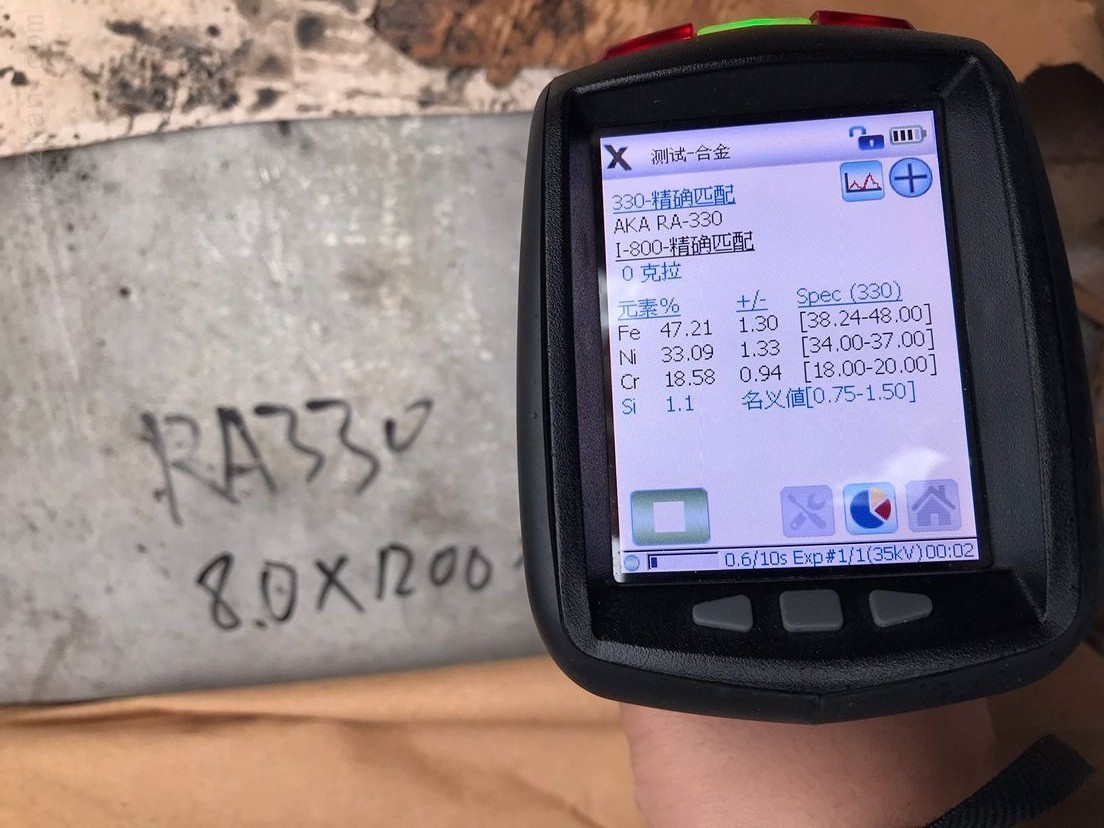 测试-合金
330-精确匹配
AKA RA-330
I-800-精确匹配
0 克拉
元素% +/- Spec (330)
Fe 47.21 1.30 [38.24-48.00]
Ni 33.09 1.33 [34.00-37.00]
Cr 18.58 0.94 [18.00-20.00]
Si 1.1 名义值[0.75-1.50]
0.6/10s Exp#1/1(35kV) 00:02
RA330
8.0X1200